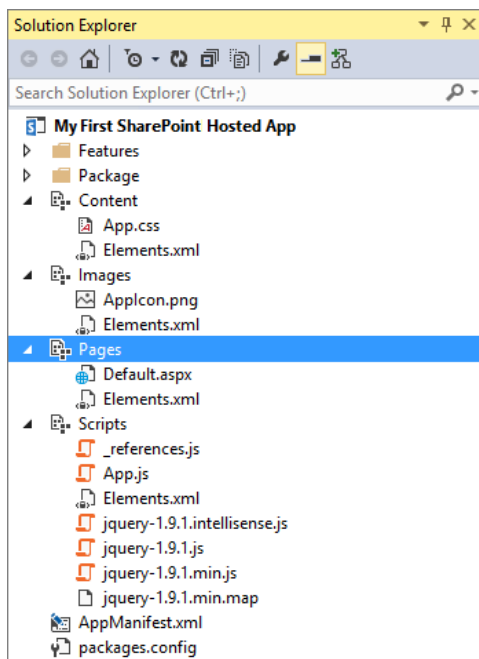 Solution Explorer
Search Solution Explorer (Ctrl+;)
My First SharePoint Hosted App
Features
Package
Content
App.css
Elements.xml
Images
AppIcon.png
Elements.xml
Pages
Default.aspx
Elements.xml
Scripts
_references.js
App.js
Elements.xml
jquery-1.9.1.intellisense.js
jquery-1.9.1.js
jquery-1.9.1.min.js
jquery-1.9.1.min.map
AppManifest.xml
packages.config